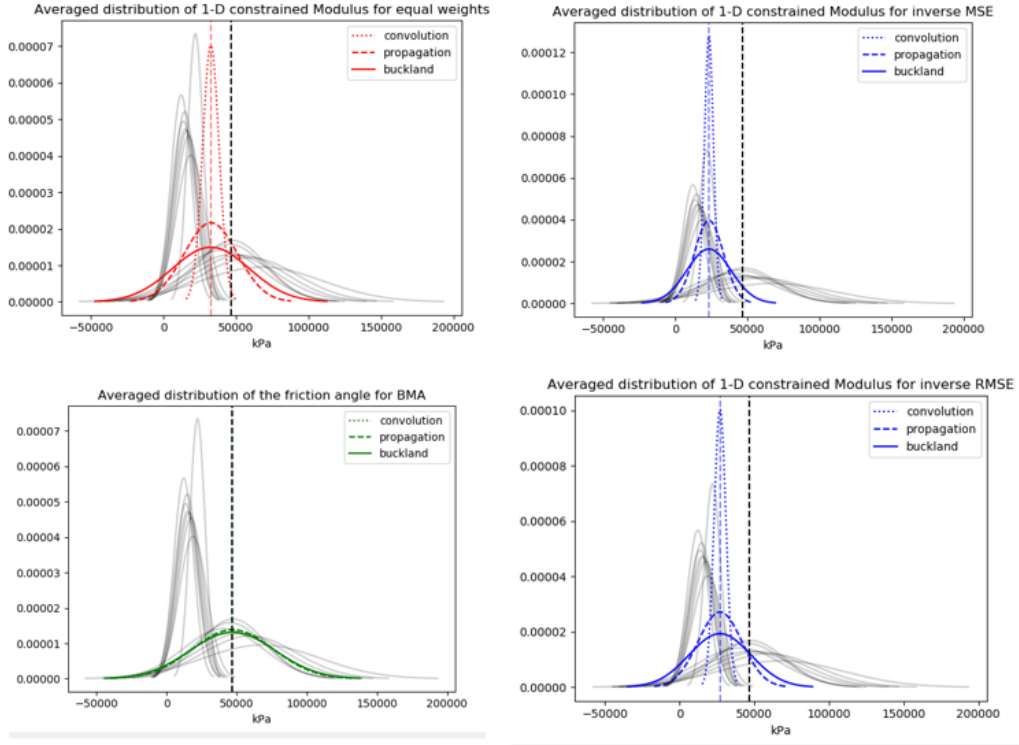 Averaged distribution of 1-D constrained Modulus for equal weights
convolution
propagation
buckland
0.00007
0.00006
0.00005
0.00004
0.00003
0.00002
0.00001
0.00000
−50000 0 50000 100000 150000 200000
kPa
Averaged distribution of 1-D constrained Modulus for inverse MSE
convolution
propagation
buckland
0.00012
0.00010
0.00008
0.00006
0.00004
0.00002
0.00000
−50000 0 50000 100000 150000 200000
kPa
Averaged distribution of the friction angle for BMA
convolution
propagation
buckland
0.00007
0.00006
0.00005
0.00004
0.00003
0.00002
0.00001
0.00000
−50000 0 50000 100000 150000 200000
Averaged distribution of 1-D constrained Modulus for inverse RMSE
convolution
propagation
buckland
0.00010
0.00008
0.00006
0.00004
0.00002
0.00000
−50000 0 50000 100000 150000 200000
kPa